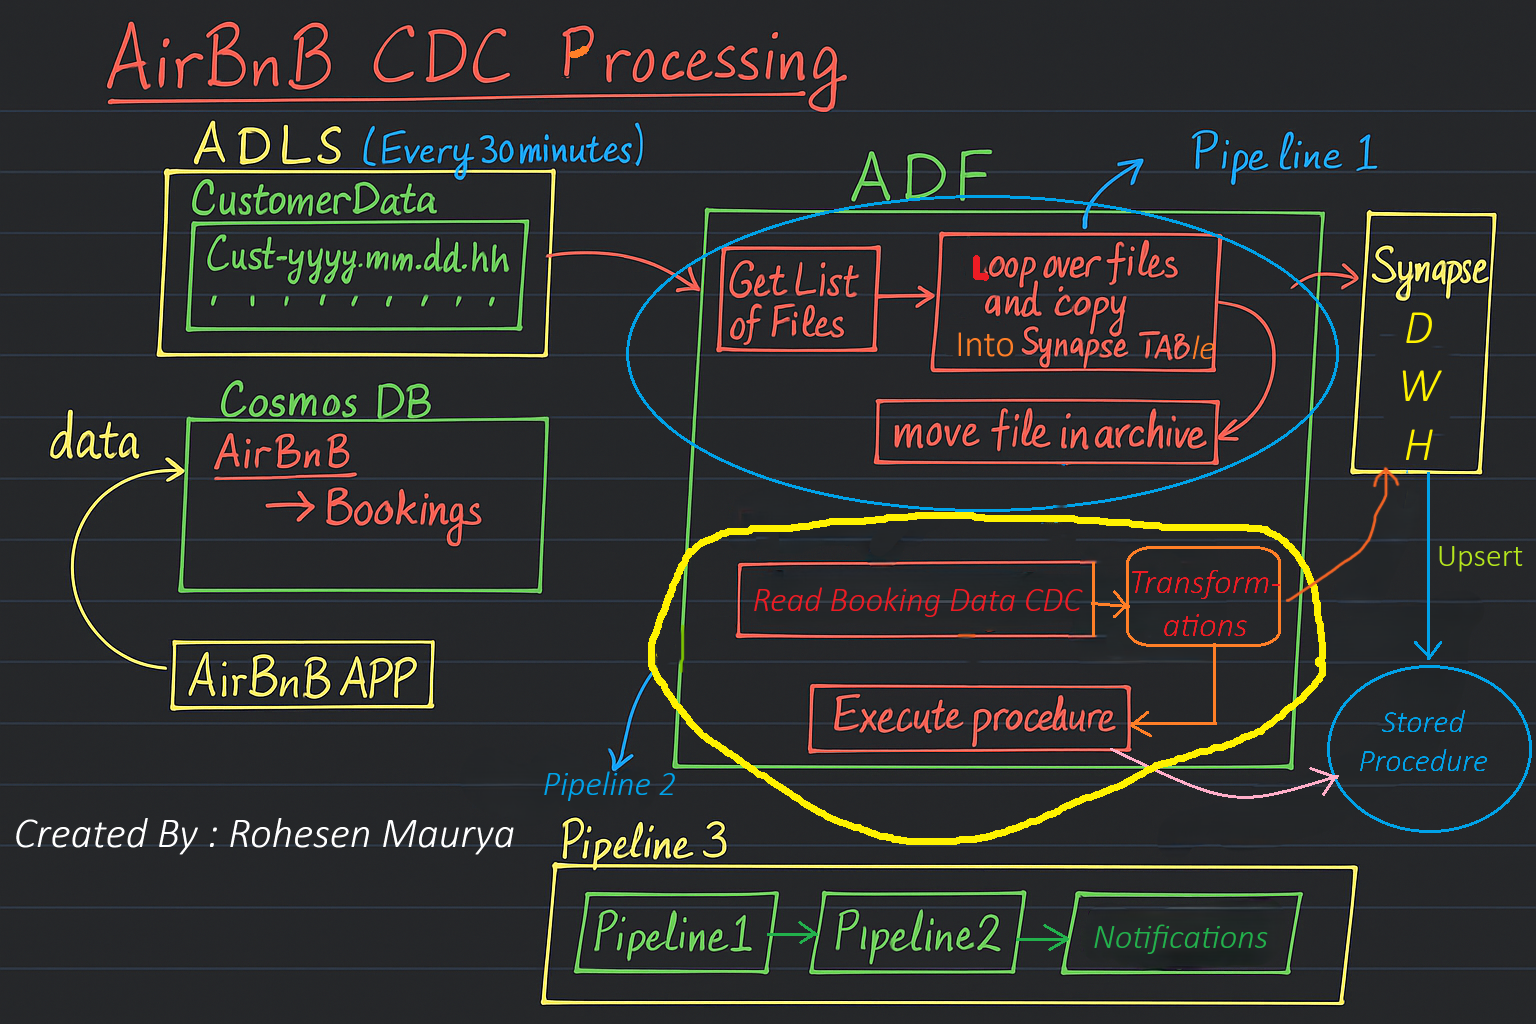 AirBnB CDC Processing
ADLS (Every 30 minutes)
CustomerData
Cust-yyyy.mm.dd.hh
, , , , , , , , ,
Cosmos DB
AirBnB
→ Bookings
data
AirBnB APP
ADF
Pipe line 1
Get List
of Files
Loop over files
and copy
Into Synapse TABle
move file in archive
Synapse
D
W
H
Read Booking Data CDC
Transform-
ations
Execute procedure
Upsert
Stored
Procedure
Pipeline 2
Created By : Rohesen Maurya
Pipeline 3
Pipeline1
Pipeline2
Notifications